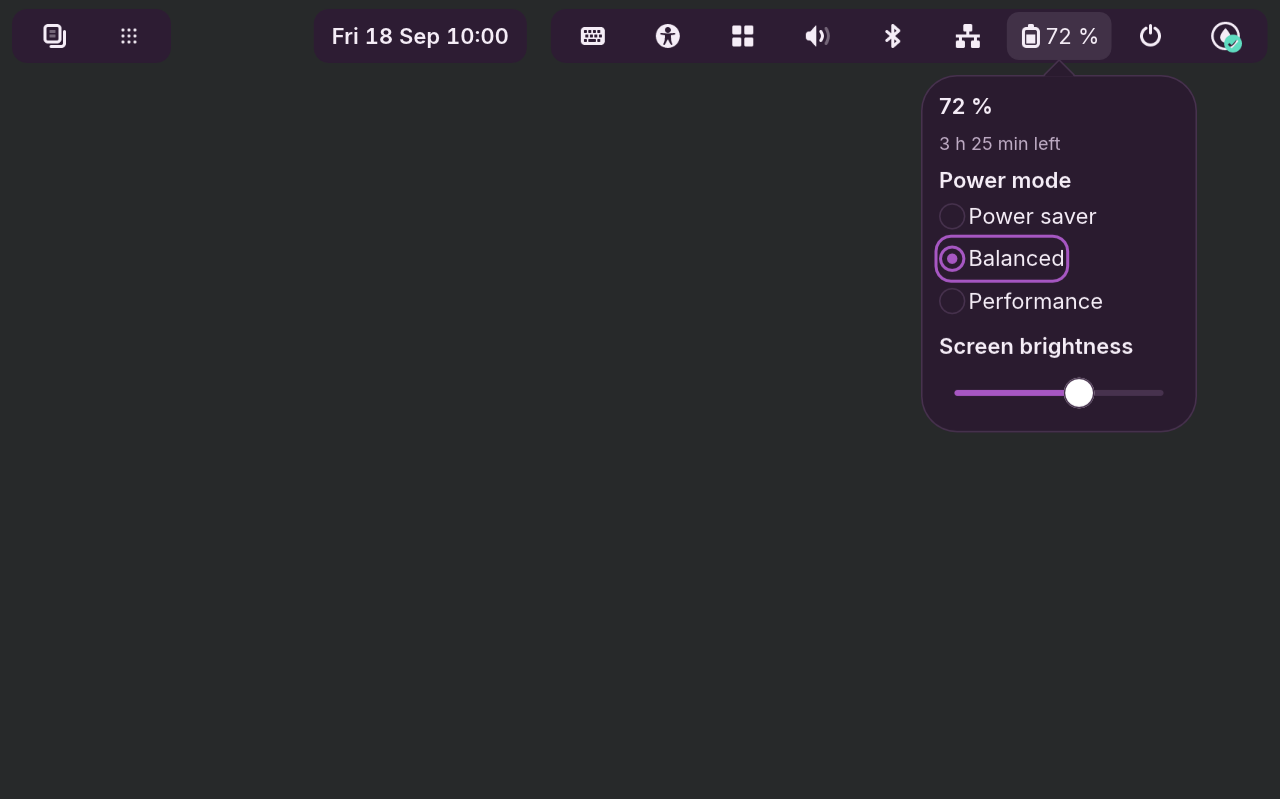 Fri 18 Sep 10:00
72 %
72 %
3 h 25 min left
Power mode
Power saver
Balanced
Performance
Screen brightness